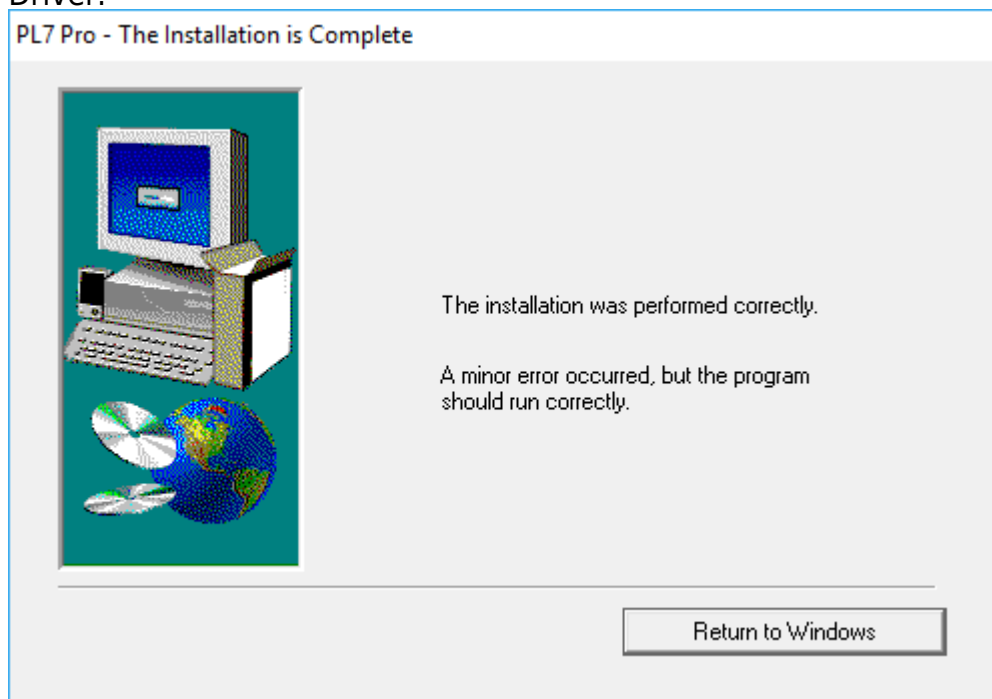 Driver.
PL7 Pro - The Installation is Complete
The installation was performed correctly.
A minor error occurred, but the program
should run correctly.
Return to Windows